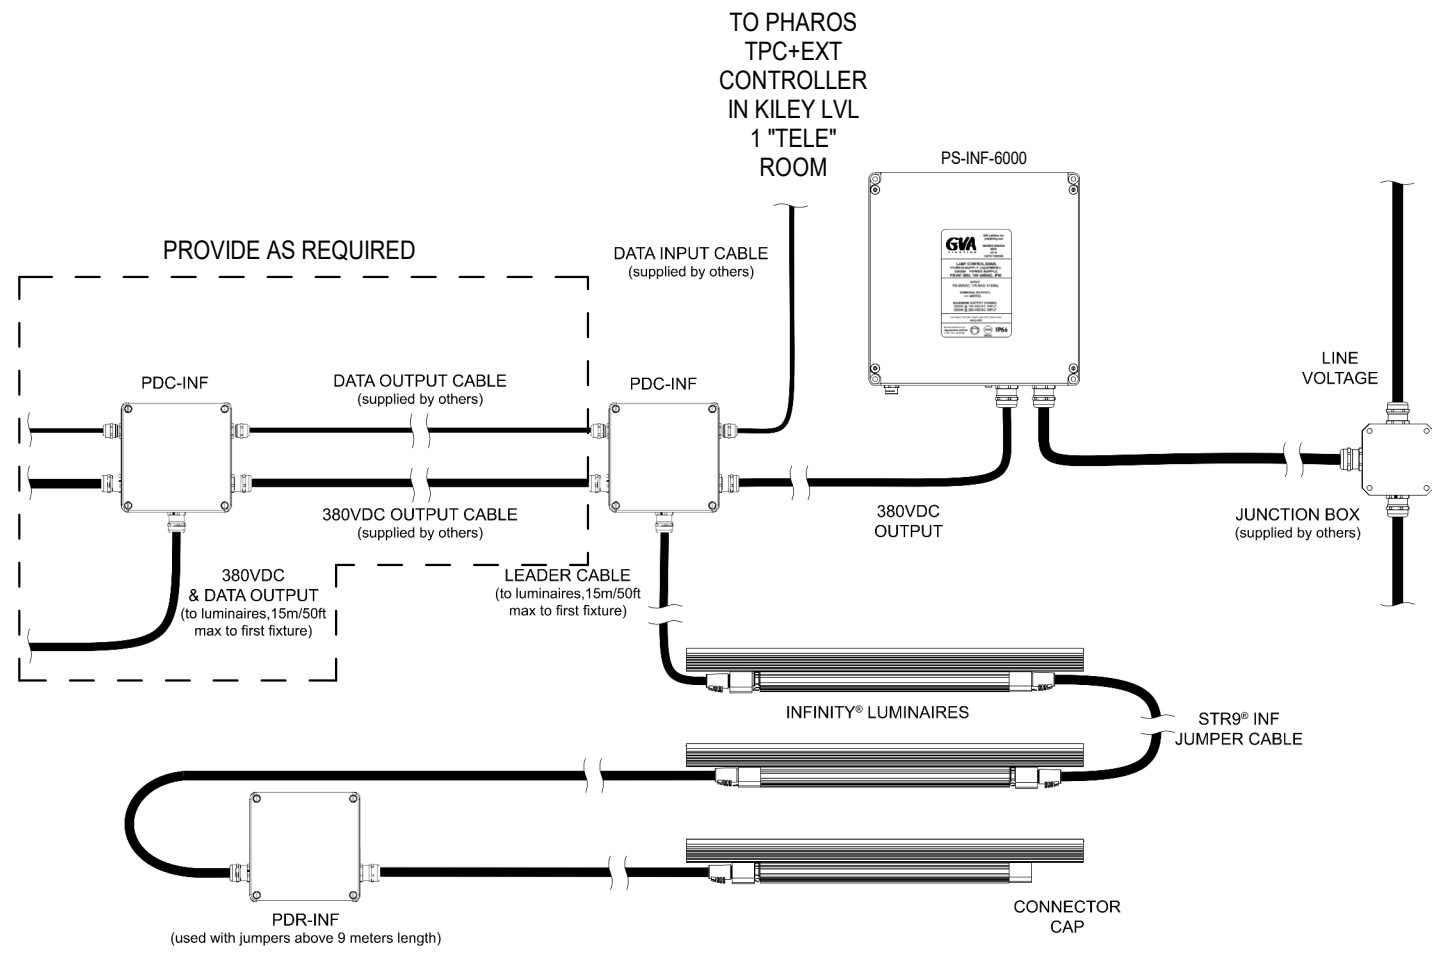 TO PHAROS
TPC+EXT
CONTROLLER
IN KILEY LVL
1 "TELE"
ROOM
PS-INF-6000
PROVIDE AS REQUIRED
DATA INPUT CABLE
(supplied by others)
GVA
LINE
VOLTAGE
PDC-INF
DATA OUTPUT CABLE
(supplied by others)
PDC-INF
380VDC OUTPUT CABLE
(supplied by others)
380VDC
OUTPUT
JUNCTION BOX
(supplied by others)
380VDC
& DATA OUTPUT
(to luminaires,15m/50ft
max to first fixture)
LEADER CABLE
(to luminaires,15m/50ft
max to first fixture)
INFINITY® LUMINAIRES
STR9® INF
JUMPER CABLE
PDR-INF
(used with jumpers above 9 meters length)
CONNECTOR
CAP
IP66